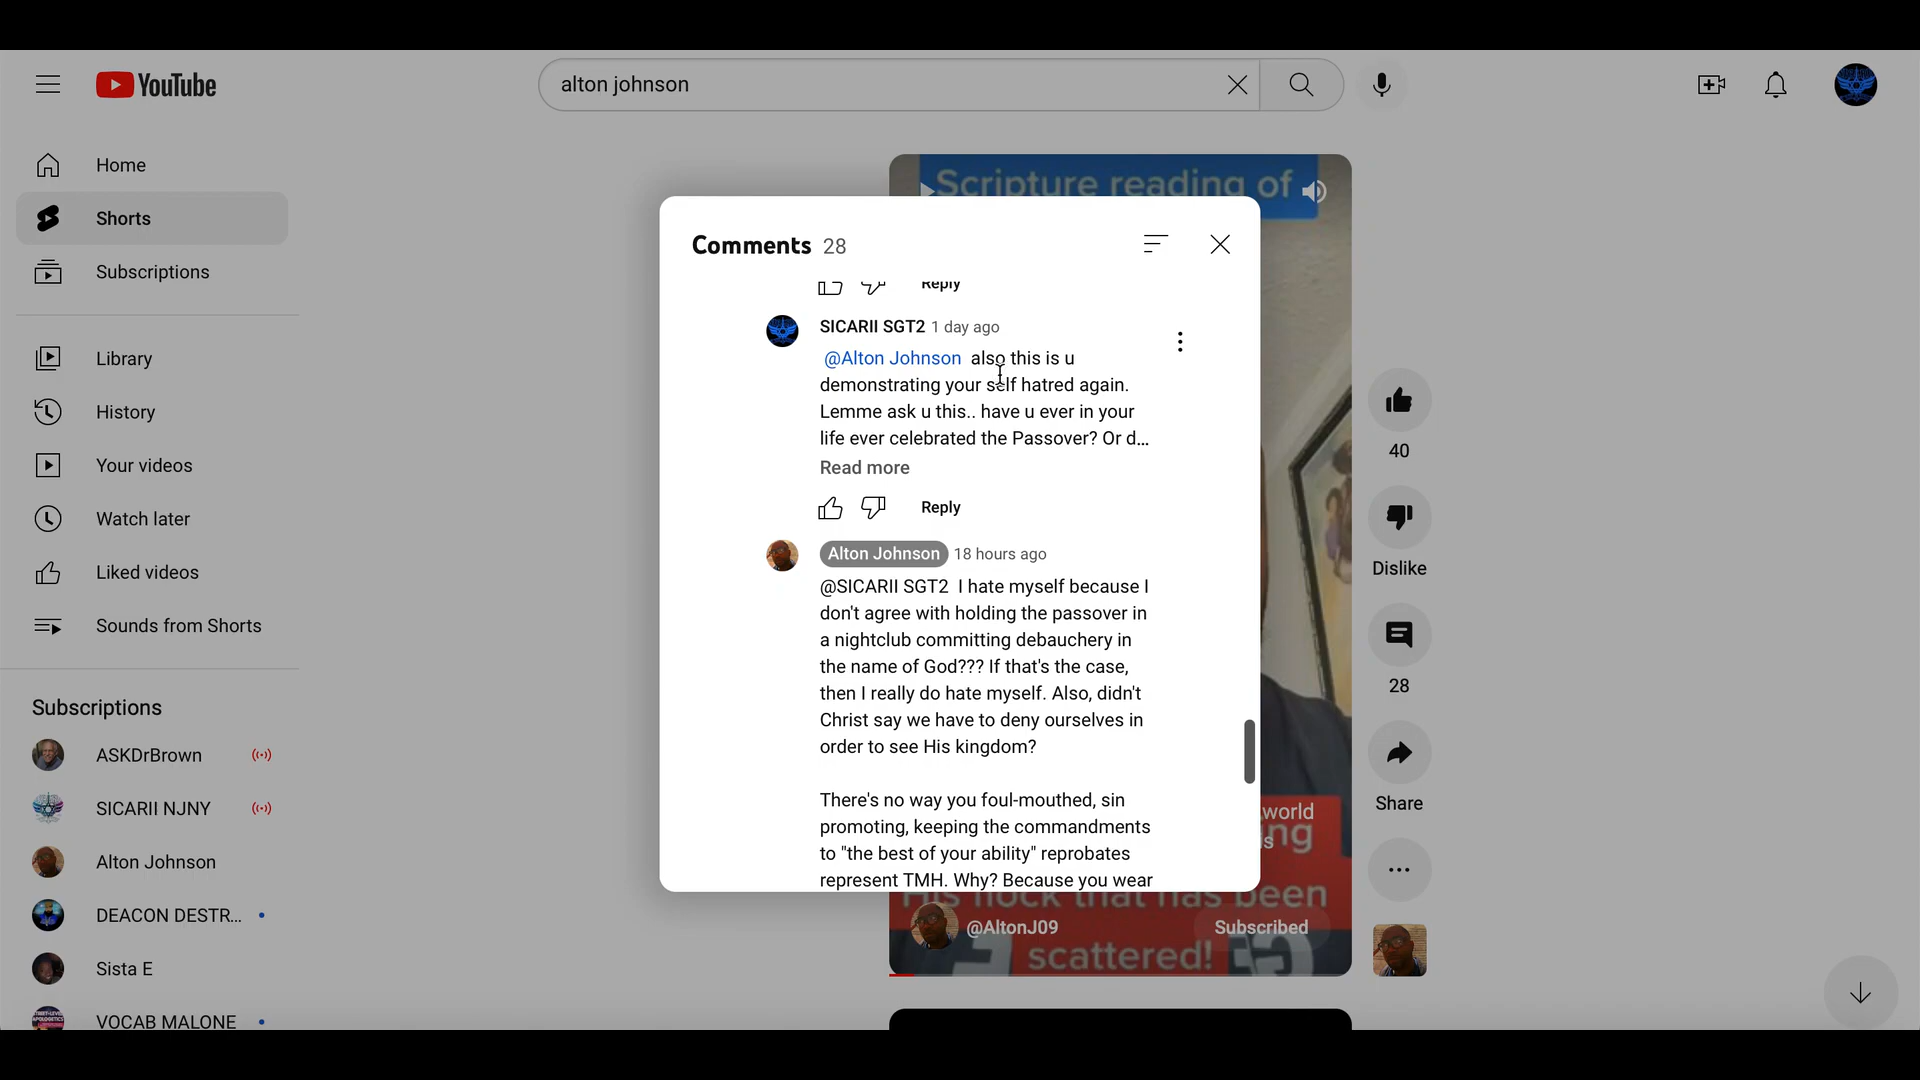 YouTube
alton johnson
Home
Shorts
Subscriptions
Library
History
Your videos
Watch later
Liked videos
Sounds from Shorts
Subscriptions
ASKDrBrown
SICARII NJNY
Alton Johnson
DEACON DESTR...
Sista E
VOCAB MALONE
Scripture reading of
Comments 28
Reply
SICARII SGT2 1 day ago
@Alton Johnson also this is u
demonstrating your self hatred again.
Lemme ask u this.. have u ever in your
life ever celebrated the Passover? Or d...
Read more
Reply
Alton Johnson 18 hours ago
@SICARII SGT2 I hate myself because I
don't agree with holding the passover in
a nightclub committing debauchery in
the name of God??? If that's the case,
then I really do hate myself. Also, didn't
Christ say we have to deny ourselves in
order to see His kingdom?
There's no way you foul-mouthed, sin
promoting, keeping the commandments
to "the best of your ability" reprobates
represent TMH. Why? Because you wear
world
His flock that has been
@AltonJ09
Subscribed
scattered!
40
Dislike
28
Share